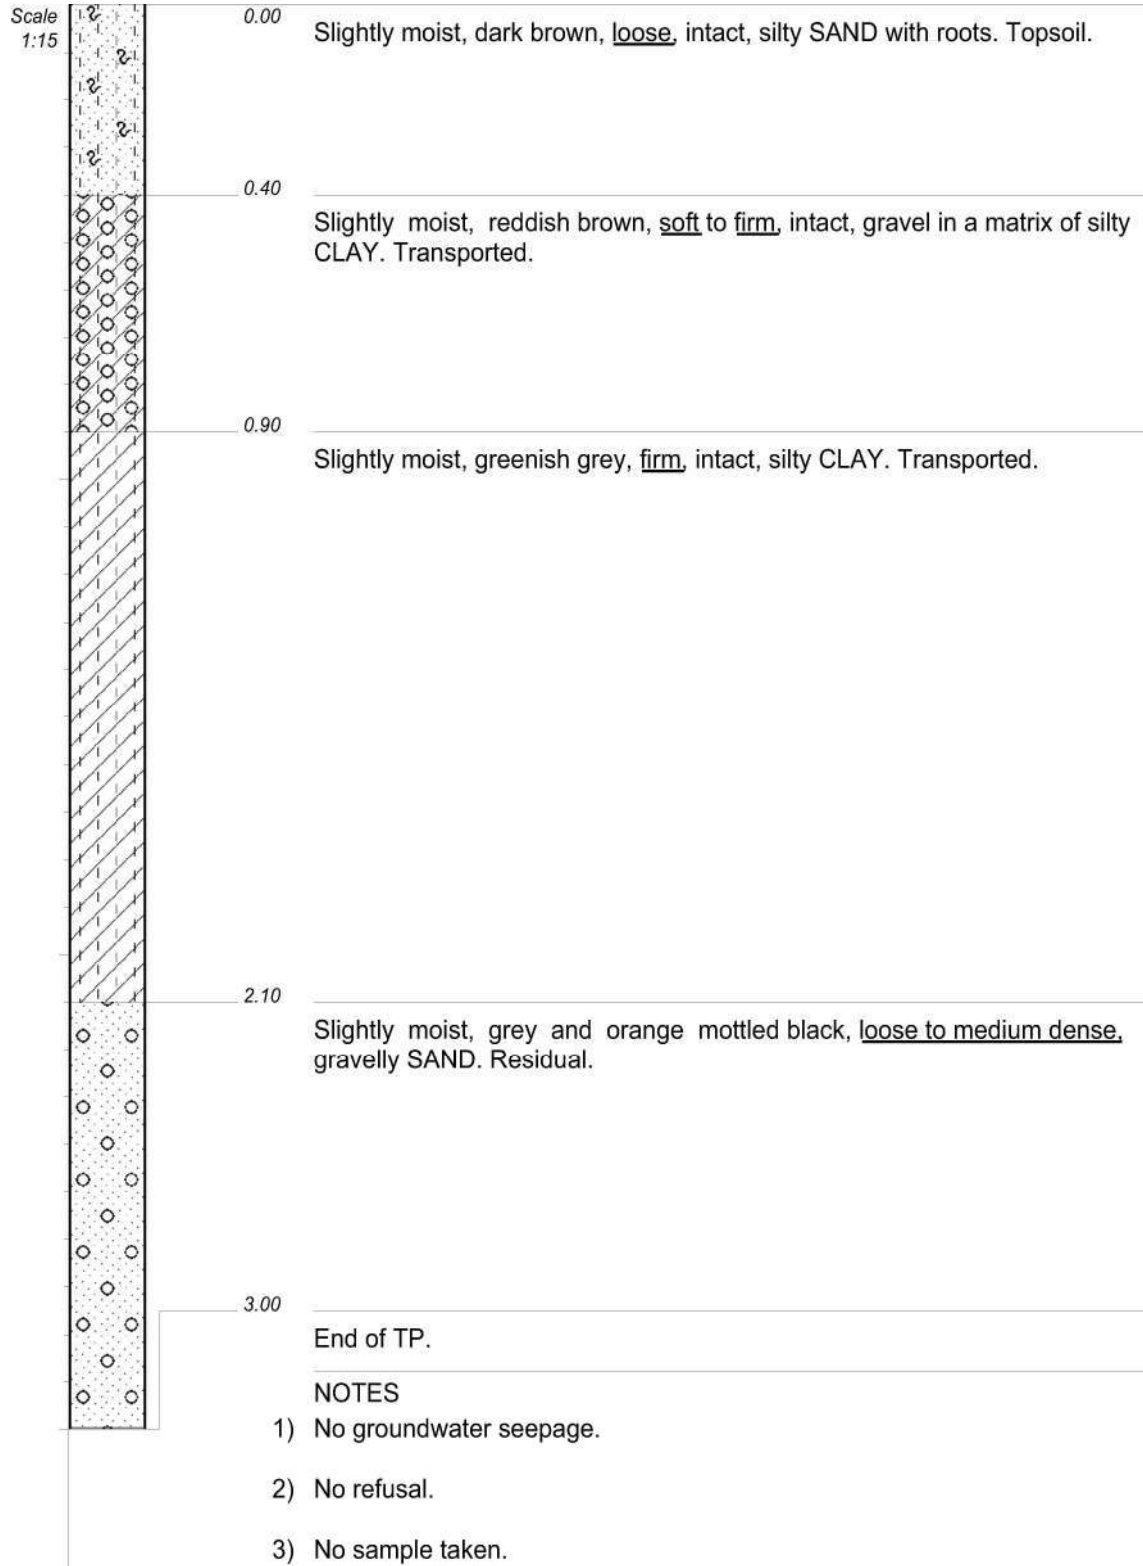 Scale
1:15
0.00
Slightly moist, dark brown, loose, intact, silty SAND with roots. Topsoil.
0.40
Slightly moist, reddish brown, soft to firm, intact, gravel in a matrix of silty
CLAY. Transported.
0.90
Slightly moist, greenish grey, firm, intact, silty CLAY. Transported.
2.10
Slightly moist, grey and orange mottled black, loose to medium dense,
gravelly SAND. Residual.
3.00
End of TP.
NOTES
1) No groundwater seepage.
2) No refusal.
3) No sample taken.